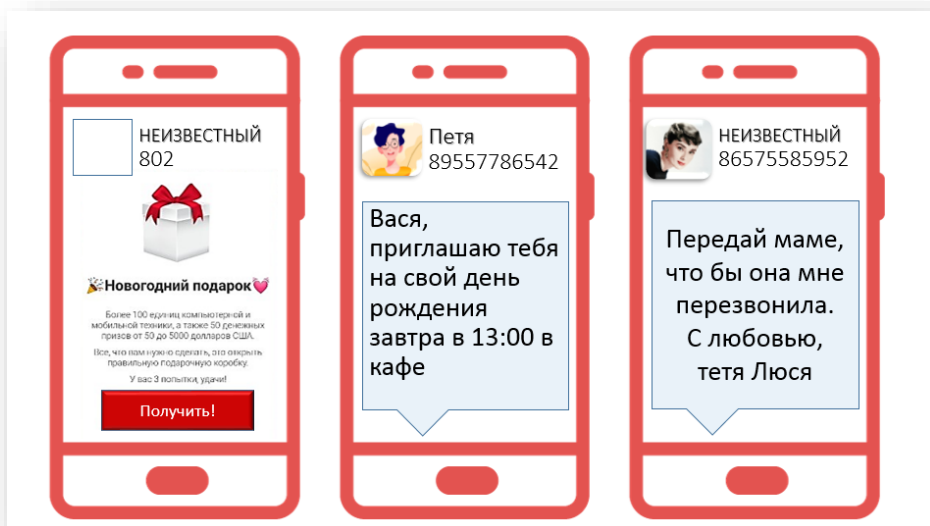 НЕИЗВЕСТНЫЙ
802
Новогодний подарок
Более 100 единиц компьютерной и
мобильной техники, а также 50 денежных
призов от 50 до 5000 долларов США.
Все, что вам нужно сделать, это открыть
правильную подарочную коробку.
У вас 3 попытки, удачи!
Получить!
Петя
89557786542
Вася,
приглашаю тебя
на свой день
рождения
завтра в 13:00 в
кафе
НЕИЗВЕСТНЫЙ
86575585952
Передай маме,
что бы она мне
перезвонила.
С любовью,
тетя Люся